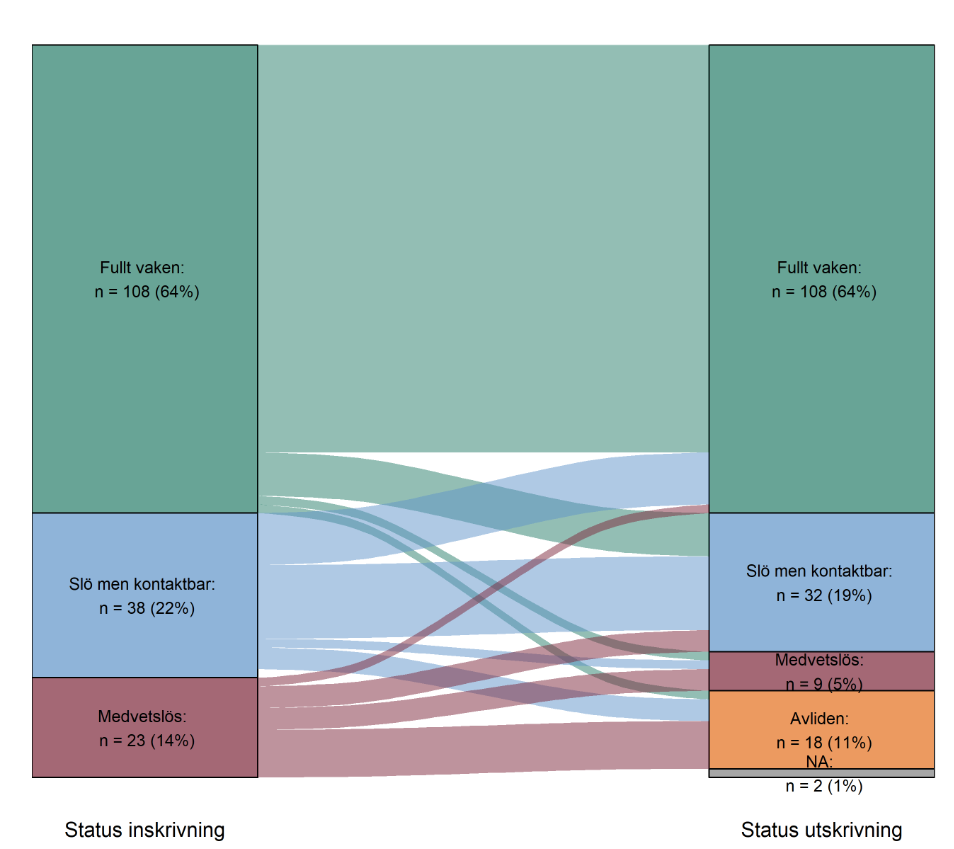 Fullt vaken:
n = 108 (64%)
Slö men kontaktbar:
n = 38 (22%)
Medvetslös:
n = 23 (14%)
Fullt vaken:
n = 108 (64%)
Slö men kontaktbar:
n = 32 (19%)
Medvetslös:
n = 9 (5%)
Avliden:
n = 18 (11%)
NA:
n = 2 (1%)
Status inskrivning
Status utskrivning